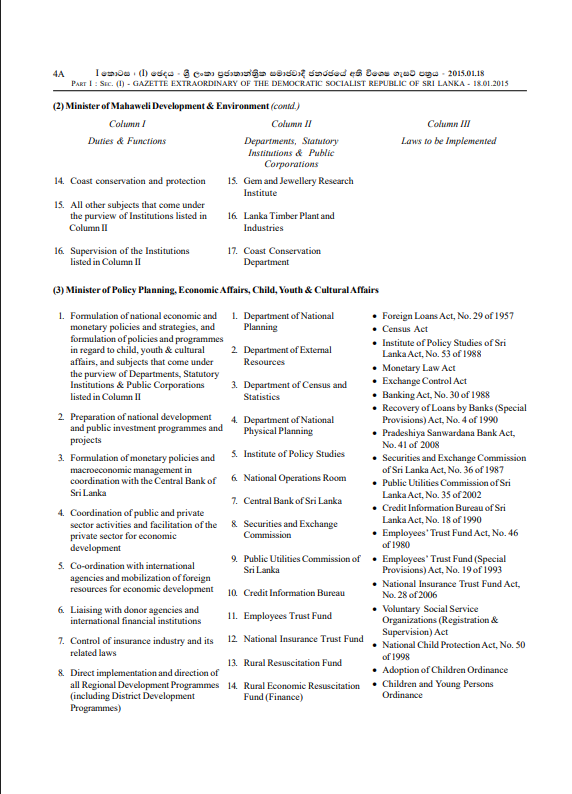 4A
I කොටස : (I) ඡෙදය - ශ්‍රී ලංකා ප්‍රජාතාන්ත්‍රික සමාජවාදී ජනරජයේ අති විශෙෂ ගැසට් පත්‍රය - 2015.01.18
PART I : SEC. (I) - GAZETTE EXTRAORDINARY OF THE DEMOCRATIC SOCIALIST REPUBLIC OF SRI LANKA - 18.01.2015
(2) Minister of Mahaweli Development & Environment (contd.)
Column I
Duties & Functions
14. Coast conservation and protection
15. All other subjects that come under
the purview of Institutions listed in
Column II
16. Supervision of the Institutions
listed in Column II
Column II
Departments, Statutory
Institutions & Public
Corporations
15. Gem and Jewellery Research
Institute
16. Lanka Timber Plant and
Industries
17. Coast Conservation
Department
Column III
Laws to be Implemented
(3) Minister of Policy Planning, Economic Affairs, Child, Youth & Cultural Affairs
1. Formulation of national economic and
monetary policies and strategies, and
formulation of policies and programmes
in regard to child, youth & cultural
affairs, and subjects that come under
the purview of Departments, Statutory
Institutions & Public Corporations
listed in Column II
2. Preparation of national development
and public investment programmes and
projects
3. Formulation of monetary policies and
macroeconomic management in
coordination with the Central Bank of
Sri Lanka
4. Coordination of public and private
sector activities and facilitation of the
private sector for economic
development
5. Co-ordination with international
agencies and mobilization of foreign
resources for economic development
6. Liaising with donor agencies and
international financial institutions
7. Control of insurance industry and its
related laws
8. Direct implementation and direction of
all Regional Development Programmes
(including District Development
Programmes)
1. Department of National
Planning
2. Department of External
Resources
3. Department of Census and
Statistics
4. Department of National
Physical Planning
5. Institute of Policy Studies
6. National Operations Room
7. Central Bank of Sri Lanka
8. Securities and Exchange
Commission
9. Public Utilities Commission of
Sri Lanka
10. Credit Information Bureau
11. Employees Trust Fund
12. National Insurance Trust Fund
13. Rural Resuscitation Fund
14. Rural Economic Resuscitation
Fund (Finance)
• Foreign Loans Act, No. 29 of 1957
• Census Act
• Institute of Policy Studies of Sri
Lanka Act, No. 53 of 1988
• Monetary Law Act
• Exchange Control Act
• Banking Act, No. 30 of 1988
• Recovery of Loans by Banks (Special
Provisions) Act, No. 4 of 1990
• Pradeshiya Sanwardana Bank Act,
No. 41 of 2008
• Securities and Exchange Commission
of Sri Lanka Act, No. 36 of 1987
• Public Utilities Commission of Sri
Lanka Act, No. 35 of 2002
• Credit Information Bureau of Sri
Lanka Act, No. 18 of 1990
• Employees' Trust Fund Act, No. 46
of 1980
• Employees' Trust Fund (Special
Provisions) Act, No. 19 of 1993
• National Insurance Trust Fund Act,
No. 28 of 2006
• Voluntary Social Service
Organizations (Registration &
Supervision) Act
• National Child Protection Act, No. 50
of 1998
• Adoption of Children Ordinance
• Children and Young Persons
Ordinance